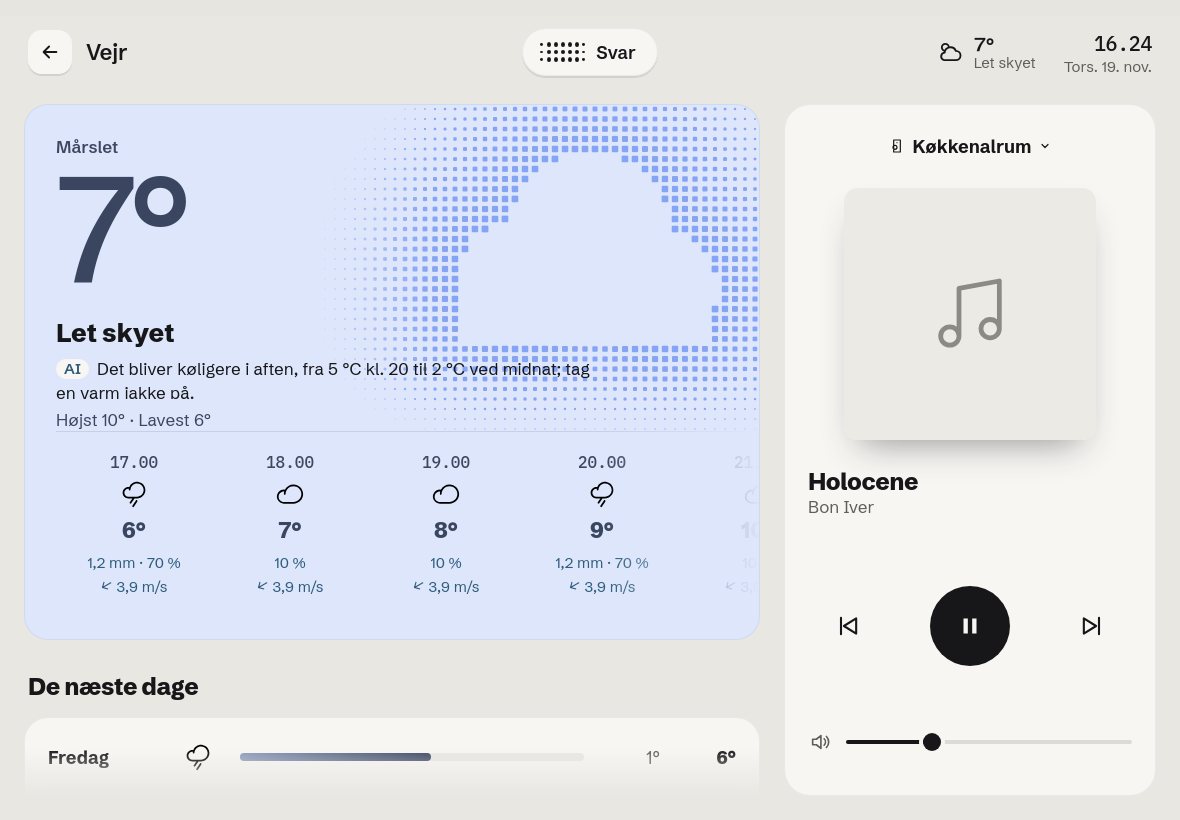 Vejr
Svar
7°
Let skyet
16.24
Tors. 19. nov.
Mårslet
7°
Let skyet
AI Det bliver køligere i aften, fra 5 °C kl. 20 til 2 °C ved midnat; tag
en varm jakke på.
Højst 10° · Lavest 6°
17.00 18.00 19.00 20.00 21
6° 7° 8° 9° 10
1,2 mm · 70 % 10 % 10 % 1,2 mm · 70 % 10
3,9 m/s 3,9 m/s 3,9 m/s 3,9 m/s 3,
De næste dage
Fredag 1° 6°
Køkkenalrum
Holocene
Bon Iver